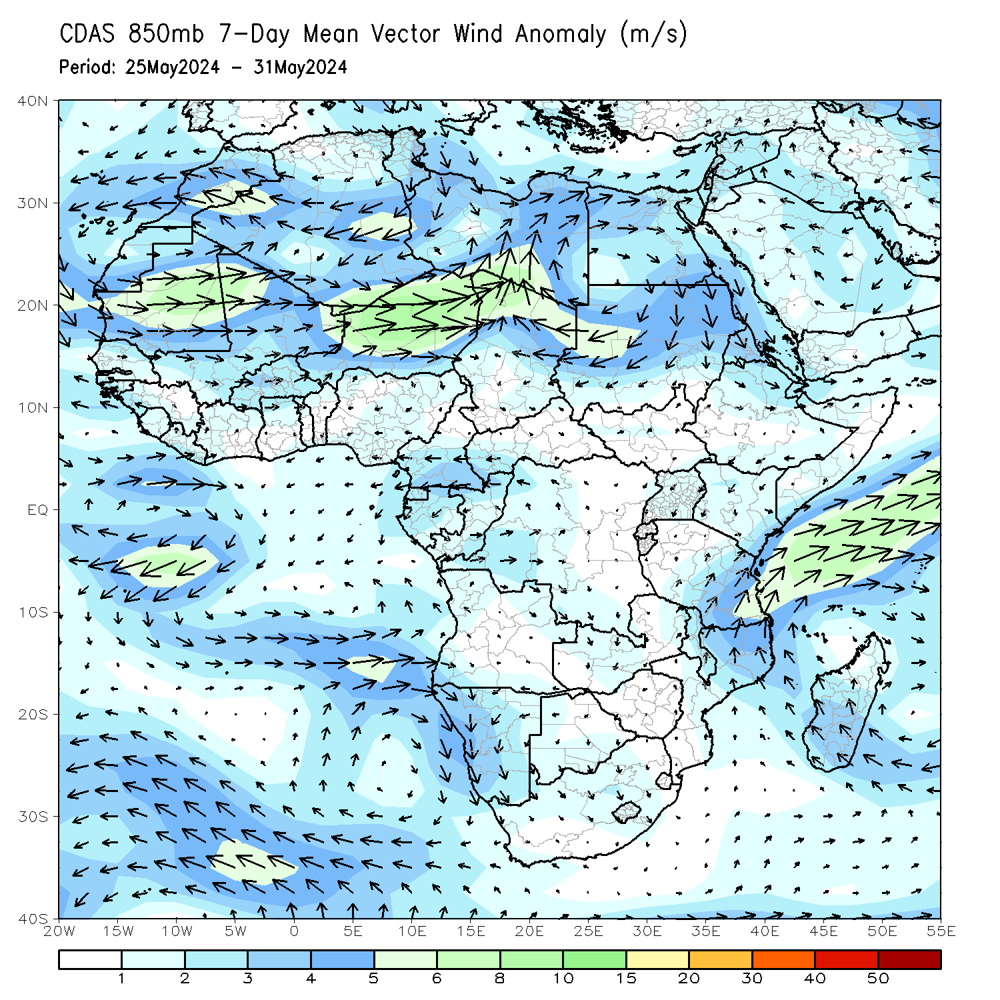 CDAS 850mb 7-Day Mean Vector Wind Anomaly (m/s)
Period: 25May2024 - 31May2024
40N
30N
20N
10N
EQ
10S
20S
30S
40S
20W 15W 10W 5W 0 5E 10E 15E 20E 25E 30E 35E 40E 45E 50E 55E
1 2 3 4 5 6 8 10 15 20 30 40 50